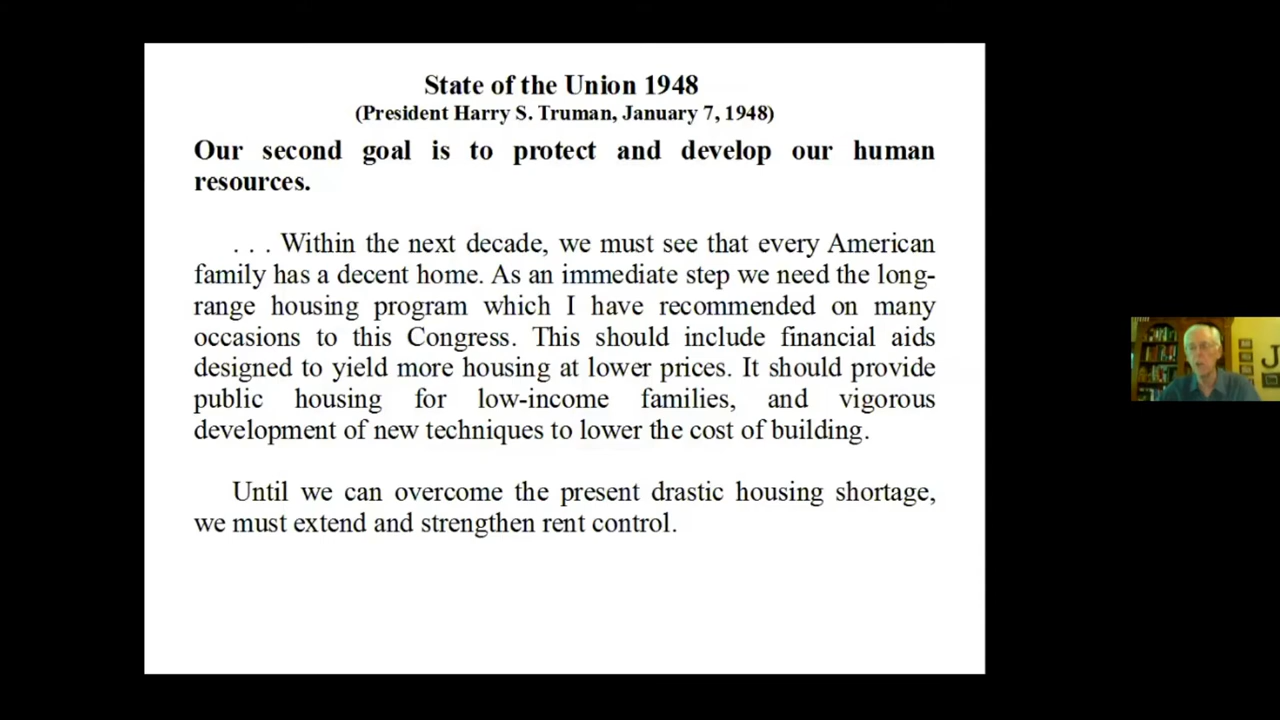 State of the Union 1948
(President Harry S. Truman, January 7, 1948)
Our second goal is to protect and develop our human
resources.
. . . Within the next decade, we must see that every American
family has a decent home. As an immediate step we need the long-
range housing program which I have recommended on many
occasions to this Congress. This should include financial aids
designed to yield more housing at lower prices. It should provide
public housing for low-income families, and vigorous
development of new techniques to lower the cost of building.
Until we can overcome the present drastic housing shortage,
we must extend and strengthen rent control.
J